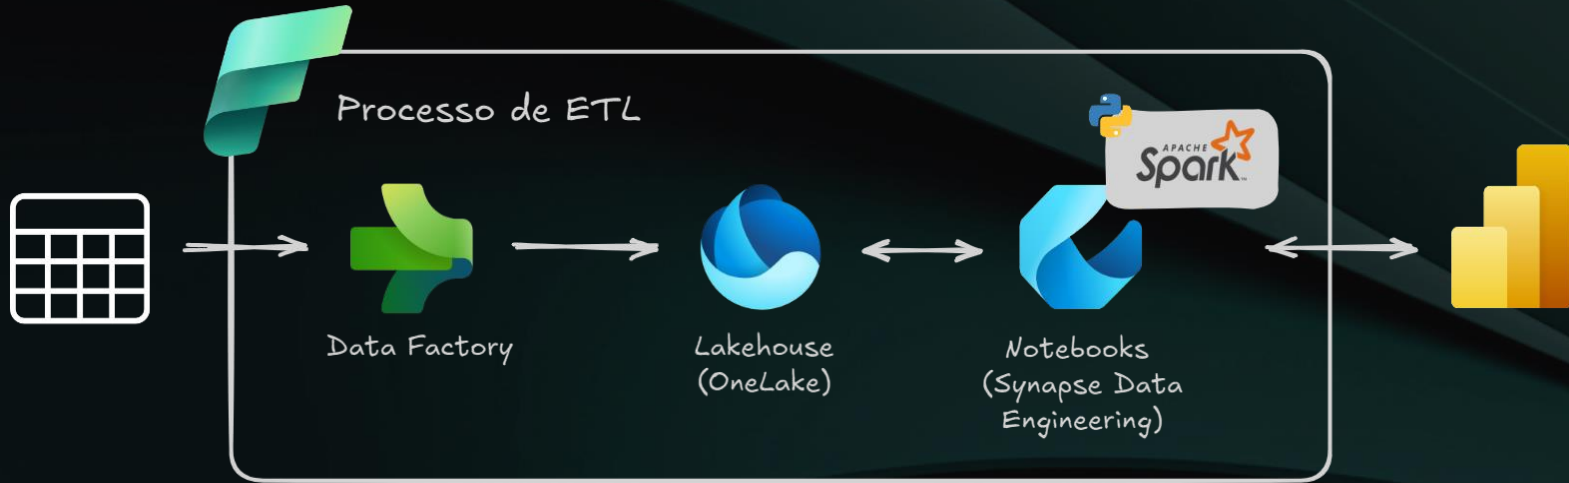 Processo de ETL
APACHE
Spark
Data Factory
Lakehouse
(OneLake)
Notebooks
(Synapse Data
Engineering)